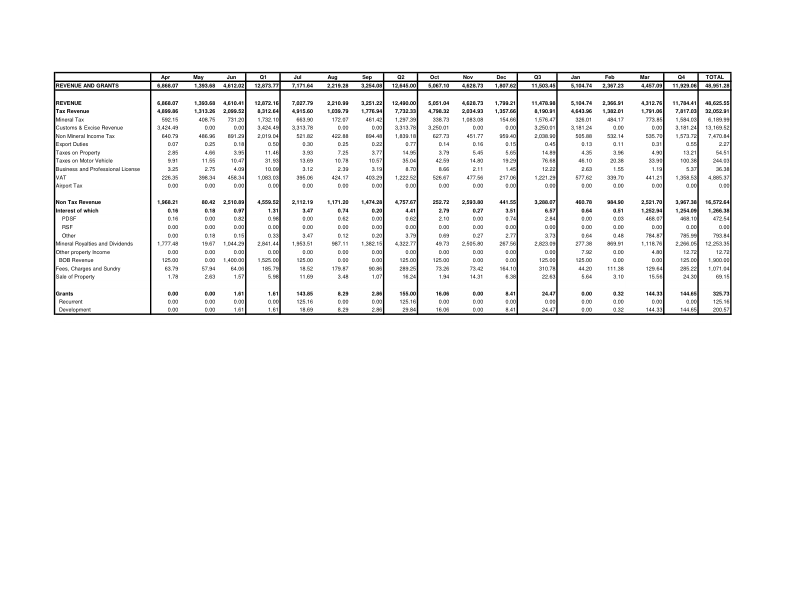 Apr May Jun Q1 Jul Aug Sep Q2 Oct Nov Dec Q3 Jan Feb Mar Q4 TOTAL
REVENUE AND GRANTS 6,868.07 1,393.68 4,612.02 12,873.77 7,171.64 2,219.28 3,254.08 12,645.00 5,067.10 4,628.73 1,807.62 11,503.45 5,104.74 2,367.23 4,457.09 11,929.06 48,951.28
REVENUE 6,868.07 1,393.68 4,610.41 12,872.16 7,027.79 2,210.99 3,251.22 12,490.00 5,051.04 4,628.73 1,799.21 11,478.98 5,104.74 2,366.91 4,312.76 11,784.41 48,625.55
Tax Revenue 4,899.86 1,313.26 2,099.52 8,312.64 4,915.60 1,039.79 1,776.94 7,732.33 4,798.32 2,034.93 1,357.66 8,190.91 4,643.96 1,382.01 1,791.06 7,817.03 32,052.91
Mineral Tax 592.15 408.75 731.20 1,732.10 663.90 172.07 461.42 1,297.39 338.73 1,083.08 154.66 1,576.47 326.01 484.17 773.85 1,584.03 6,189.99
Customs & Excise Revenue 3,424.49 0.00 0.00 3,424.49 3,313.78 0.00 0.00 3,313.78 3,250.01 0.00 0.00 3,250.01 3,181.24 0.00 0.00 3,181.24 13,169.52
Non Mineral Income Tax 640.79 486.96 891.29 2,019.04 521.82 422.88 894.48 1,839.18 627.73 451.77 959.40 2,038.90 505.88 532.14 535.70 1,573.72 7,470.84
Export Duties 0.07 0.25 0.18 0.50 0.30 0.25 0.22 0.77 0.14 0.16 0.15 0.45 0.13 0.11 0.31 0.55 2.27
Taxes on Property 2.85 4.66 3.95 11.46 3.93 7.25 3.77 14.95 3.79 5.45 5.65 14.89 4.35 3.96 4.90 13.21 54.51
Taxes on Motor Vehicle 9.91 11.55 10.47 31.93 13.69 10.78 10.57 35.04 42.59 14.80 19.29 76.68 46.10 20.38 33.90 100.38 244.03
Business and Professional License 3.25 2.75 4.09 10.09 3.12 2.39 3.19 8.70 8.66 2.11 1.45 12.22 2.63 1.55 1.19 5.37 36.38
VAT 226.35 398.34 458.34 1,083.03 395.06 424.17 403.29 1,222.52 526.67 477.56 217.06 1,221.29 577.62 339.70 441.21 1,358.53 4,885.37
Airport Tax 0.00 0.00 0.00 0.00 0.00 0.00 0.00 0.00 0.00 0.00 0.00 0.00 0.00 0.00 0.00 0.00 0.00
Non Tax Revenue 1,968.21 80.42 2,510.89 4,559.52 2,112.19 1,171.20 1,474.28 4,757.67 252.72 2,593.80 441.55 3,288.07 460.78 984.90 2,521.70 3,967.38 16,572.64
Interest of which 0.16 0.18 0.97 1.31 3.47 0.74 0.20 4.41 2.79 0.27 3.51 6.57 0.64 0.51 1,252.94 1,254.09 1,266.38
PDSF 0.16 0.00 0.82 0.98 0.00 0.62 0.00 0.62 2.10 0.00 0.74 2.84 0.00 0.03 468.07 468.10 472.54
RSF 0.00 0.00 0.00 0.00 0.00 0.00 0.00 0.00 0.00 0.00 0.00 0.00 0.00 0.00 0.00 0.00 0.00
Other 0.00 0.18 0.15 0.33 3.47 0.12 0.20 3.79 0.69 0.27 2.77 3.73 0.64 0.48 784.87 785.99 793.84
Mineral Royalties and Dividends 1,777.48 19.67 1,044.29 2,841.44 1,953.51 987.11 1,382.15 4,322.77 49.73 2,505.80 267.56 2,823.09 277.38 869.91 1,118.76 2,266.05 12,253.35
Other property Income 0.00 0.00 0.00 0.00 0.00 0.00 0.00 0.00 0.00 0.00 0.00 0.00 7.92 0.00 4.80 12.72 12.72
BOB Revenue 125.00 0.00 1,400.00 1,525.00 125.00 0.00 0.00 125.00 125.00 0.00 0.00 125.00 125.00 0.00 0.00 125.00 1,900.00
Fees, Charges and Sundry 63.79 57.94 64.06 185.79 18.52 179.87 90.86 289.25 73.26 73.42 164.10 310.78 44.20 111.38 129.64 285.22 1,071.04
Sale of Property 1.78 2.63 1.57 5.98 11.69 3.48 1.07 16.24 1.94 14.31 6.38 22.63 5.64 3.10 15.56 24.30 69.15
Grants 0.00 0.00 1.61 1.61 143.85 8.29 2.86 155.00 16.06 0.00 8.41 24.47 0.00 0.32 144.33 144.65 325.73
Recurrent 0.00 0.00 0.00 0.00 125.16 0.00 0.00 125.16 0.00 0.00 0.00 0.00 0.00 0.00 0.00 0.00 125.16
Development 0.00 0.00 1.61 1.61 18.69 8.29 2.86 29.84 16.06 0.00 8.41 24.47 0.00 0.32 144.33 144.65 200.57